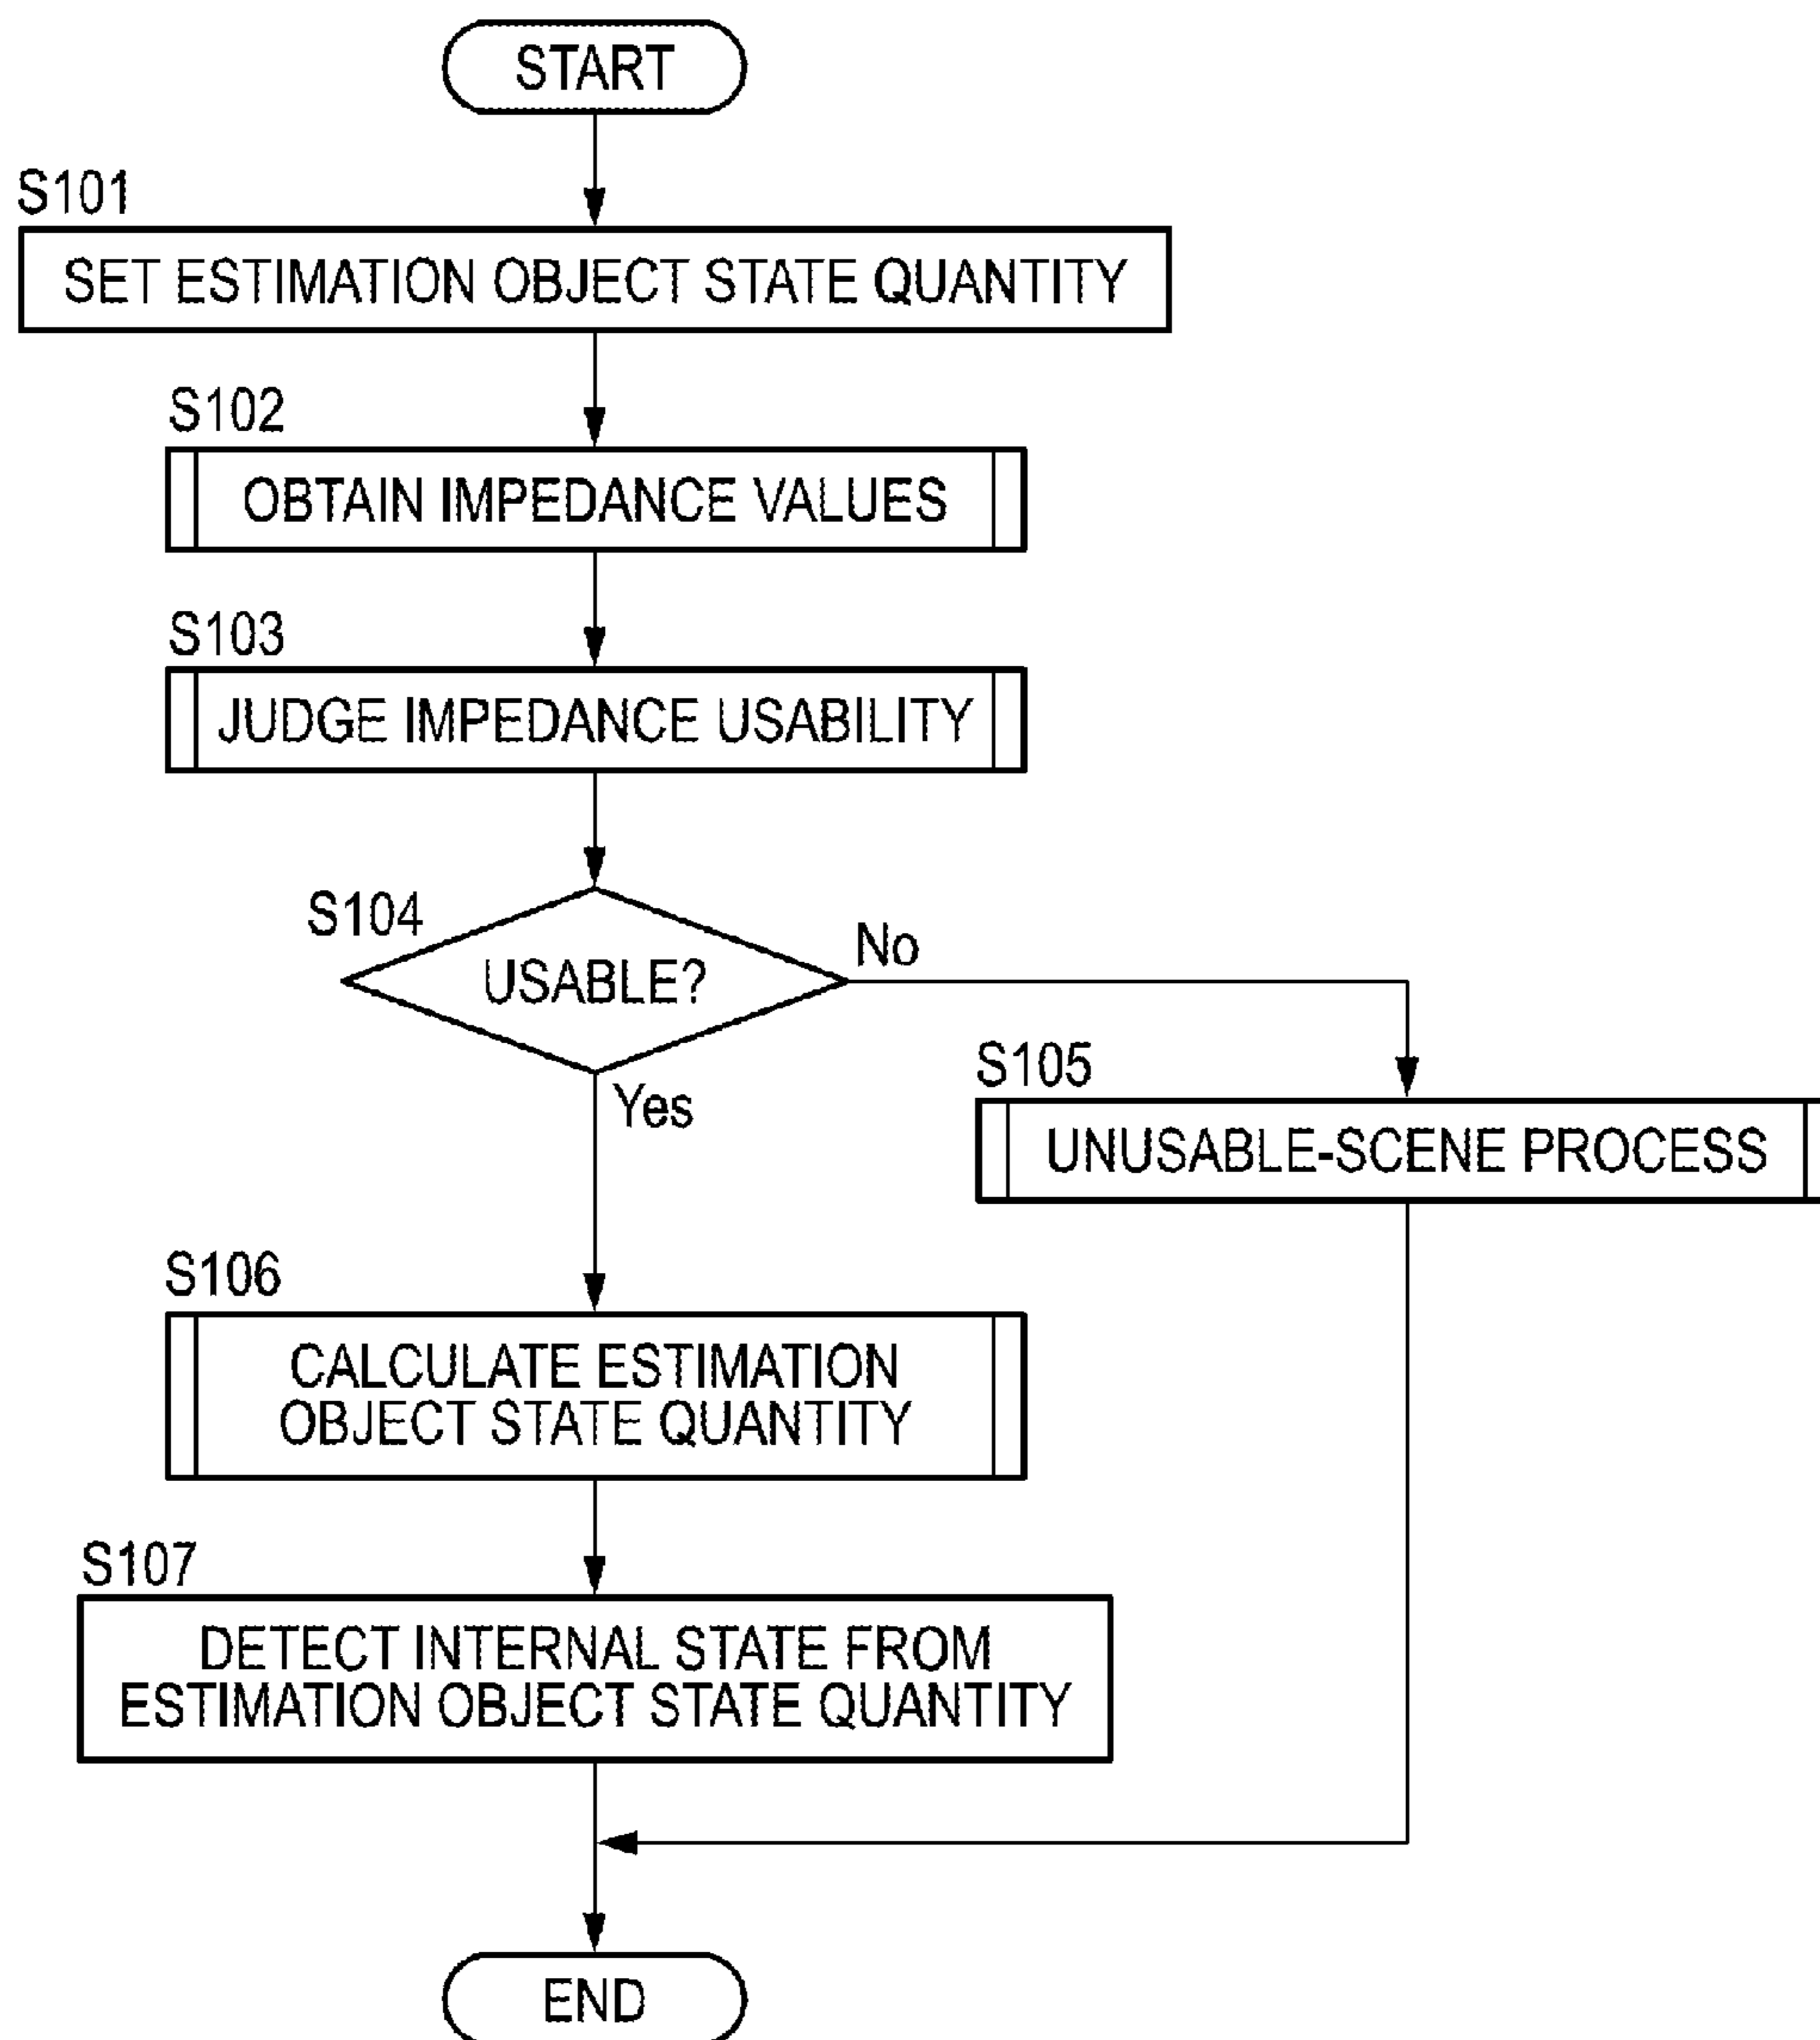 START
S101
SET ESTIMATION OBJECT STATE QUANTITY
S102
OBTAIN IMPEDANCE VALUES
S103
JUDGE IMPEDANCE USABILITY
S104
USABLE?
No
Yes
S105
UNUSABLE-SCENE PROCESS
S106
CALCULATE ESTIMATION
OBJECT STATE QUANTITY
S107
DETECT INTERNAL STATE FROM
ESTIMATION OBJECT STATE QUANTITY
END